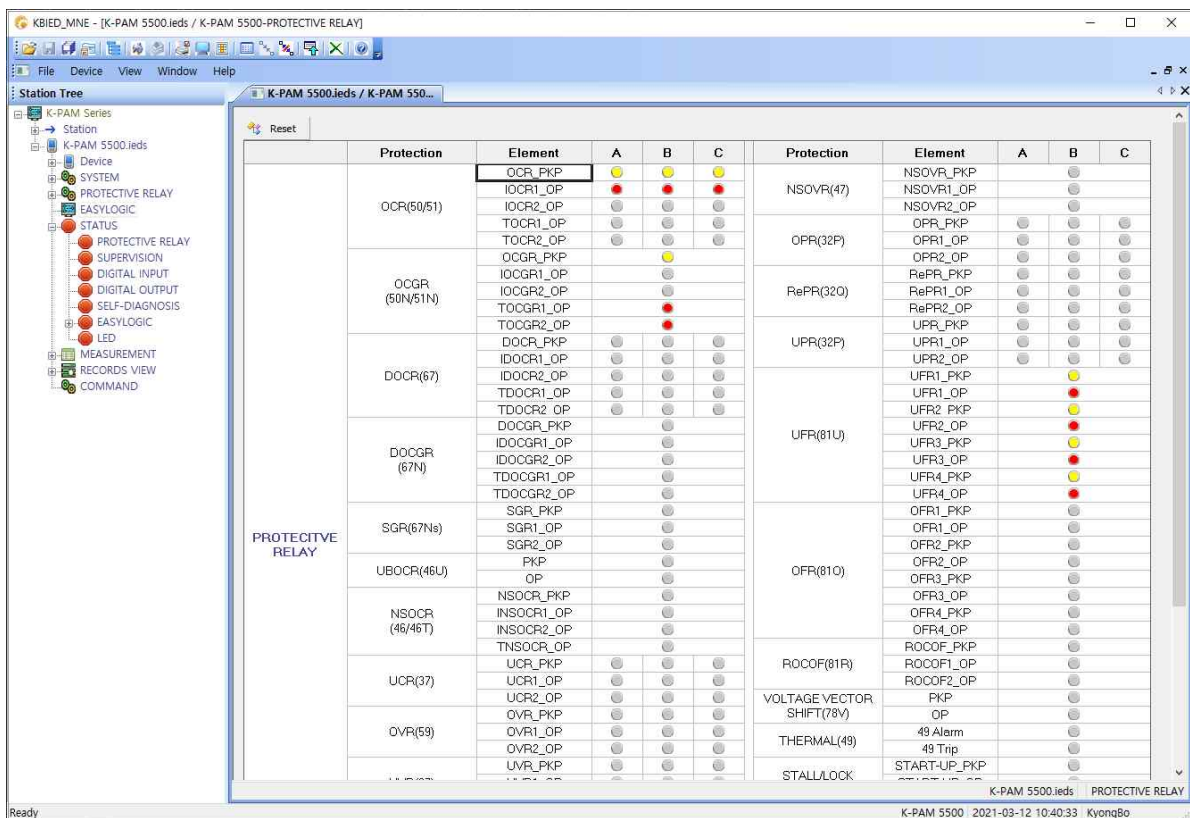 KBIED_MNE - [K-PAM 5500.ieds / K-PAM 5500-PROTECTIVE RELAY]
File Device View Window Help
Station Tree
K-PAM Series
Station
K-PAM 5500.ieds
Device
SYSTEM
PROTECTIVE RELAY
EASYLOGIC
STATUS
PROTECTIVE RELAY
SUPERVISION
DIGITAL INPUT
DIGITAL OUTPUT
SELF-DIAGNOSIS
EASYLOGIC
LED
MEASUREMENT
RECORDS VIEW
COMMAND
K-PAM 5500.ieds / K-PAM 550...
Reset
Protection Element A B C
PROTECITVE
RELAY
OCR(50/51)
OCR_PKP
IOCR1_OP
IOCR2_OP
TOCR1_OP
TOCR2_OP
OCGR
(50N/51N)
OCGR_PKP
IOCGR1_OP
IOCGR2_OP
TOCGR1_OP
TOCGR2_OP
DOCR(67)
DOCR_PKP
IDOCR1_OP
IDOCR2_OP
TDOCR1_OP
TDOCR2_OP
DOCGR
(67N)
DOCGR_PKP
IDOCGR1_OP
IDOCGR2_OP
TDOCGR1_OP
TDOCGR2_OP
SGR(67Ns)
SGR_PKP
SGR1_OP
SGR2_OP
UBOCR(46U)
PKP
OP
NSOCR
(46/46T)
NSOCR_PKP
INSOCR1_OP
INSOCR2_OP
TNSOCR_OP
UCR(37)
UCR_PKP
UCR1_OP
UCR2_OP
OVR(59)
OVR_PKP
OVR1_OP
OVR2_OP
UVR_PKP
Protection Element A B C
NSOVR(47)
NSOVR_PKP
NSOVR1_OP
NSOVR2_OP
OPR(32P)
OPR_PKP
OPR1_OP
OPR2_OP
RePR(32Q)
RePR_PKP
RePR1_OP
RePR2_OP
UPR(32P)
UPR_PKP
UPR1_OP
UPR2_OP
UFR(81U)
UFR1_PKP
UFR1_OP
UFR2_PKP
UFR2_OP
UFR3_PKP
UFR3_OP
UFR4_PKP
UFR4_OP
OFR(81O)
OFR1_PKP
OFR1_OP
OFR2_PKP
OFR2_OP
OFR3_PKP
OFR3_OP
OFR4_PKP
OFR4_OP
ROCOF(81R)
ROCOF_PKP
ROCOF1_OP
ROCOF2_OP
VOLTAGE VECTOR
SHIFT(78V)
PKP
OP
THERMAL(49)
49 Alarm
49 Trip
STALL/LOCK
START-UP_PKP
K-PAM 5500.ieds PROTECTIVE RELAY
Ready
K-PAM 5500 2021-03-12 10:40:33 KyongBo